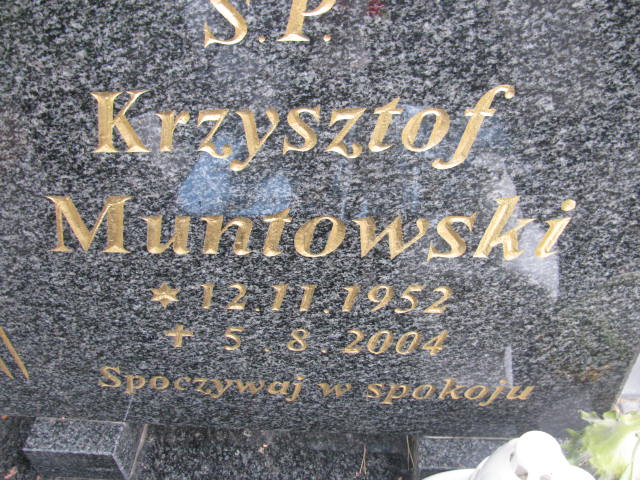 S.P.
Krzysztof
Muntowski
* 12.11.1952
✝ 5.8.2004
Spoczywaj w spokoju